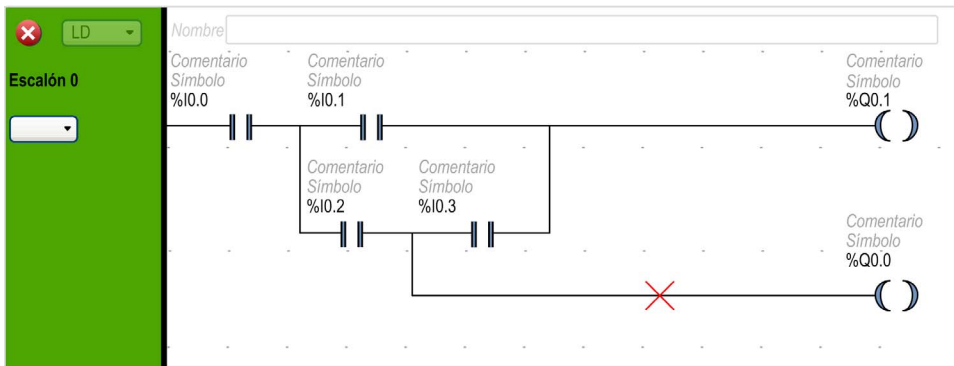 LD
Nombre
Escalón 0
Comentario
Símbolo
%I0.0
Comentario
Símbolo
%I0.1
Comentario
Símbolo
%Q0.1
Comentario
Símbolo
%I0.2
Comentario
Símbolo
%I0.3
Comentario
Símbolo
%Q0.0